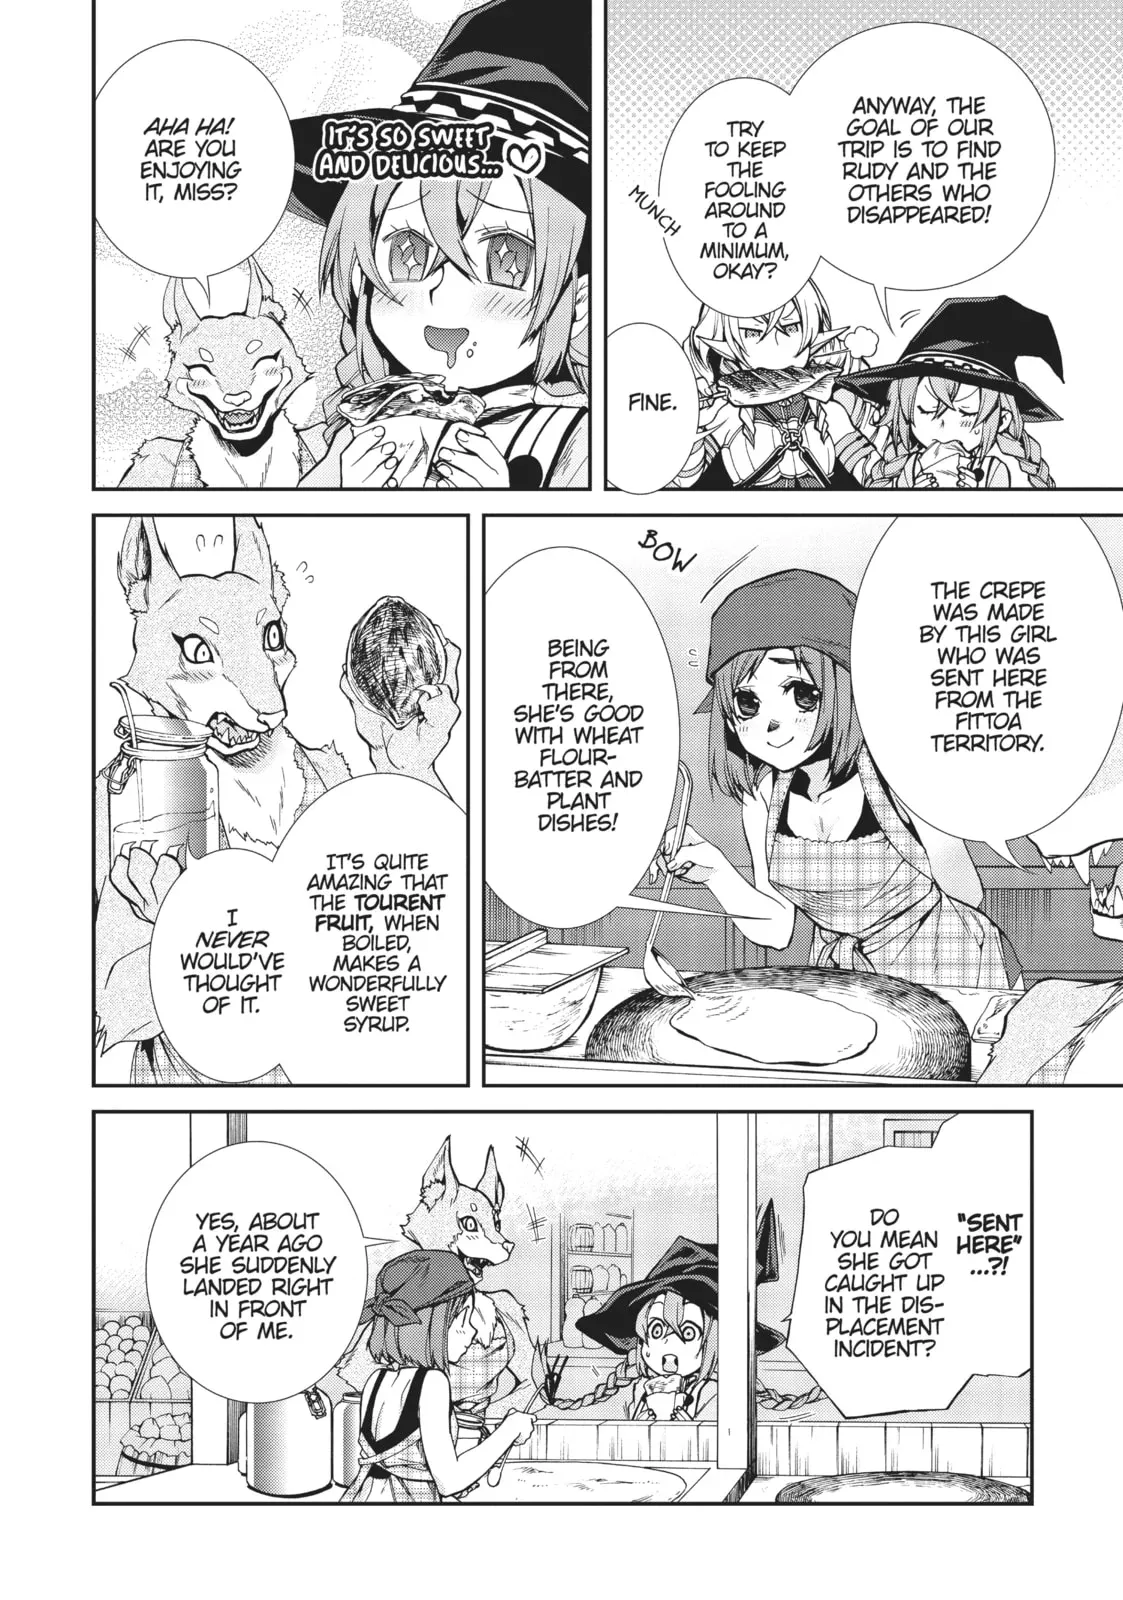 ANYWAY, THE
GOAL OF OUR
TRIP IS TO FIND
RUDY AND THE
OTHERS WHO
DISAPPEARED!
TRY
TO KEEP
THE
FOOLING
AROUND
TO A
MINIMUM,
OKAY?
MUNCH
FINE.
IT'S SO SWEET
AND DELICIOUS...
AHA HA!
ARE YOU
ENJOYING
IT, MISS?
THE CREPE
WAS MADE
BY THIS GIRL
WHO WAS
SENT HERE
FROM THE
FITTOA
TERRITORY.
BOW
BEING
FROM
THERE,
SHE'S GOOD
WITH WHEAT
FLOUR-
BATTER AND
PLANT
DISHES!
IT'S QUITE
AMAZING THAT
THE TOURENT
FRUIT, WHEN
BOILED,
MAKES A
WONDERFULLY
SWEET
SYRUP.
I
NEVER
WOULD'VE
THOUGHT
OF IT.
"SENT
HERE"
...?!
DO
YOU MEAN
SHE GOT
CAUGHT UP
IN THE DIS-
PLACEMENT
INCIDENT?
YES, ABOUT
A YEAR AGO
SHE SUDDENLY
LANDED RIGHT
IN FRONT
OF ME.